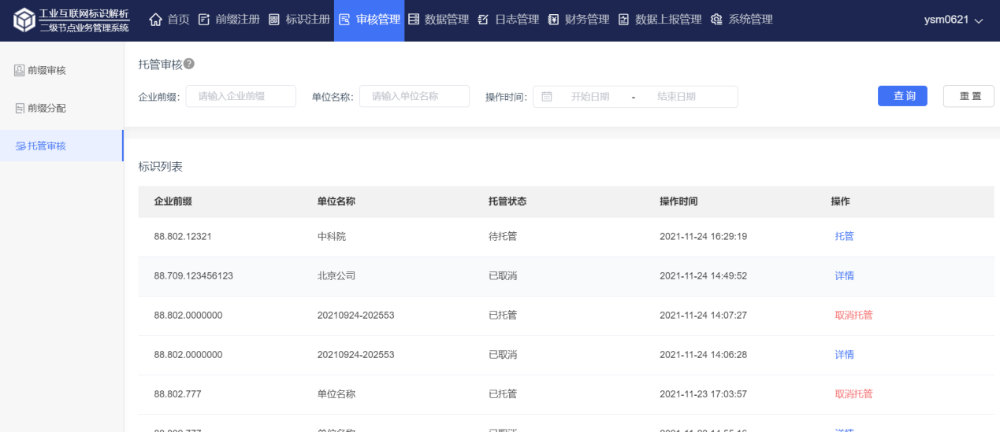 工业互联网标识解析
二级节点业务管理系统
首页 前缀注册 标识注册 审核管理 数据管理 日志管理 财务管理 数据上报管理 系统管理 ysm0621
前缀审核
前缀分配
托管审核
托管审核?
企业前缀: 请输入企业前缀 单位名称: 请输入单位名称 操作时间: 开始日期 - 结束日期 查询 重置
标识列表
企业前缀 单位名称 托管状态 操作时间 操作
88.802.12321 中科院 待托管 2021-11-24 16:29:19 托管
88.709.123456123 北京公司 已取消 2021-11-24 14:49:52 详情
88.802.0000000 20210924-202553 已托管 2021-11-24 14:07:27 取消托管
88.802.0000000 20210924-202553 已取消 2021-11-24 14:06:28 详情
88.802.777 单位名称 已托管 2021-11-23 17:03:57 取消托管